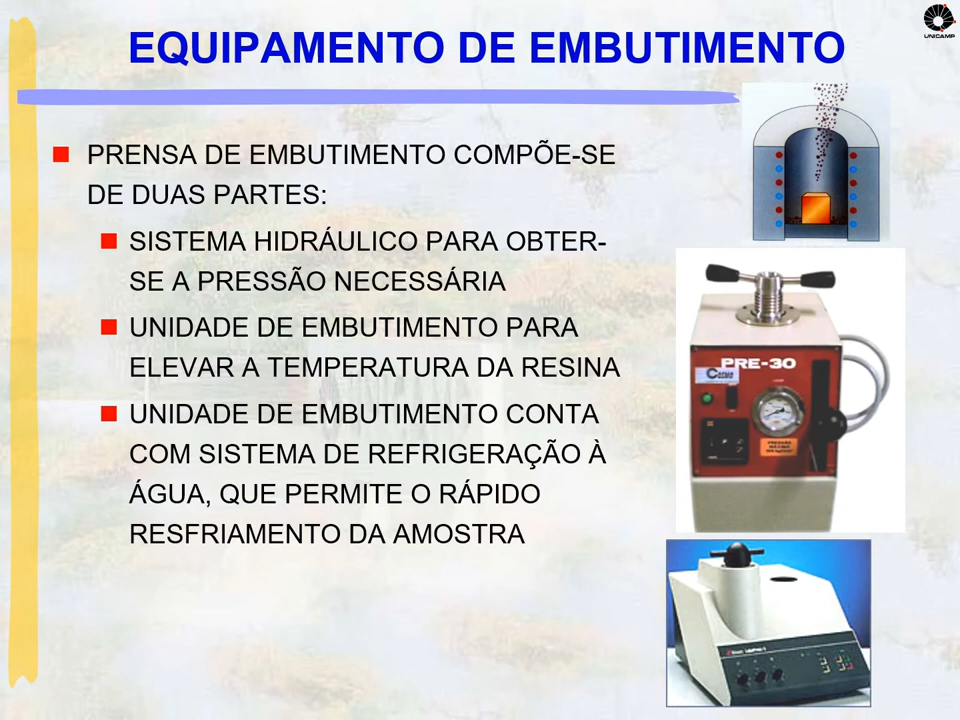 UNICAMP
EQUIPAMENTO DE EMBUTIMENTO
PRENSA DE EMBUTIMENTO COMPÕE-SE
DE DUAS PARTES:
SISTEMA HIDRÁULICO PARA OBTER-
SE A PRESSÃO NECESSÁRIA
UNIDADE DE EMBUTIMENTO PARA
ELEVAR A TEMPERATURA DA RESINA
UNIDADE DE EMBUTIMENTO CONTA
COM SISTEMA DE REFRIGERAÇÃO À
ÁGUA, QUE PERMITE O RÁPIDO
RESFRIAMENTO DA AMOSTRA
PRE-30